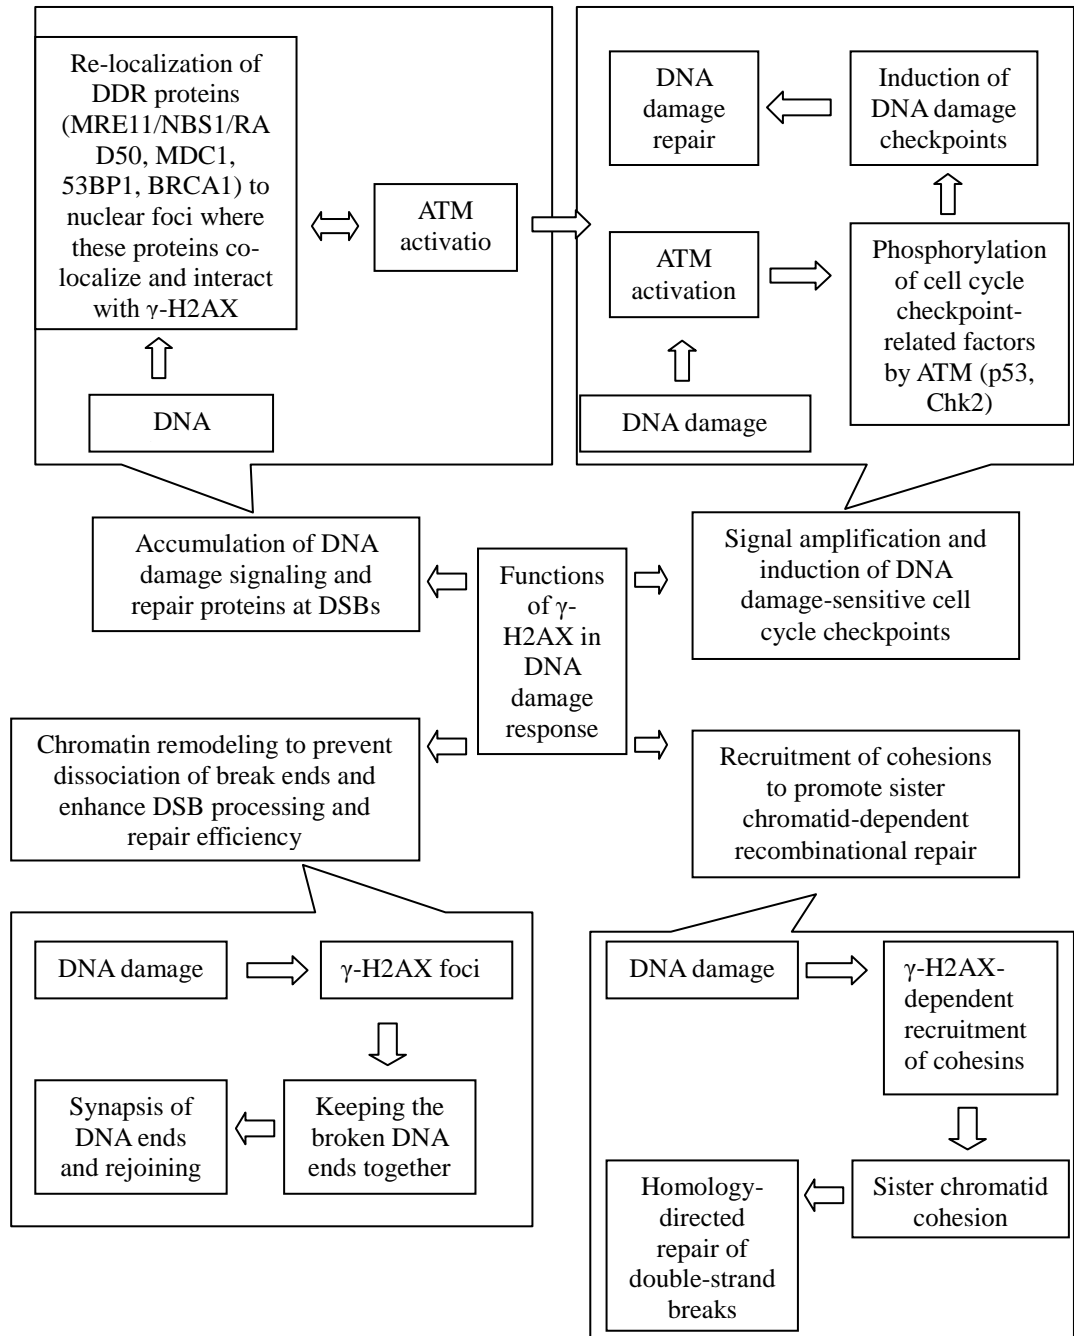 Re-localization of
DDR proteins
(MRE11/NBS1/RA
D50, MDC1,
53BP1, BRCA1) to
nuclear foci where
these proteins co-
localize and interact
with γ-H2AX
ATM
activatio
DNA
DNA
damage
repair
Induction of
DNA damage
checkpoints
ATM
activation
Phosphorylation
of cell cycle
checkpoint-
related factors
by ATM (p53,
Chk2)
DNA damage
Accumulation of DNA
damage signaling and
repair proteins at DSBs
Functions
of γ-
H2AX in
DNA
damage
response
Signal amplification and
induction of DNA
damage-sensitive cell
cycle checkpoints
Chromatin remodeling to prevent
dissociation of break ends and
enhance DSB processing and
repair efficiency
Recruitment of cohesions
to promote sister
chromatid-dependent
recombinational repair
DNA damage
γ-H2AX foci
Synapsis of
DNA ends
and rejoining
Keeping the
broken DNA
ends together
DNA damage
γ-H2AX-
dependent
recruitment
of cohesins
Homology-
directed
repair of
double-strand
breaks
Sister chromatid
cohesion